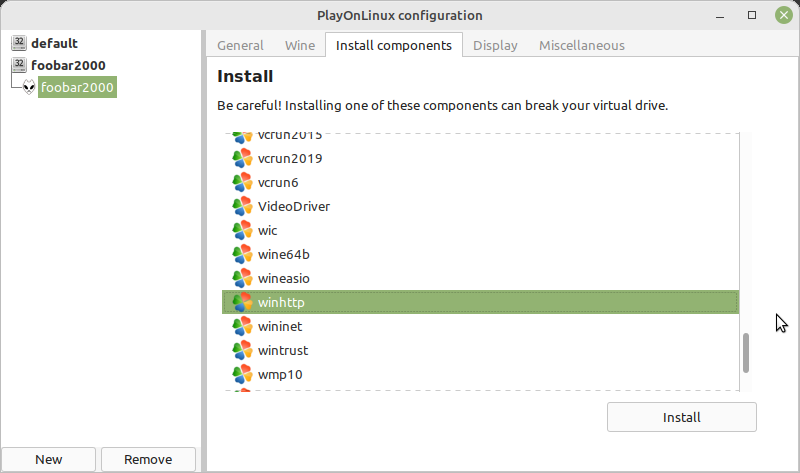 PlayOnLinux configuration
32 default
32 foobar2000
foobar2000
General Wine Install components Display Miscellaneous
Install
Be careful! Installing one of these components can break your virtual drive.
vcrun2015
vcrun2019
vcrun6
VideoDriver
wic
wine64b
wineasio
winhttp
wininet
wintrust
wmp10
Install
New Remove